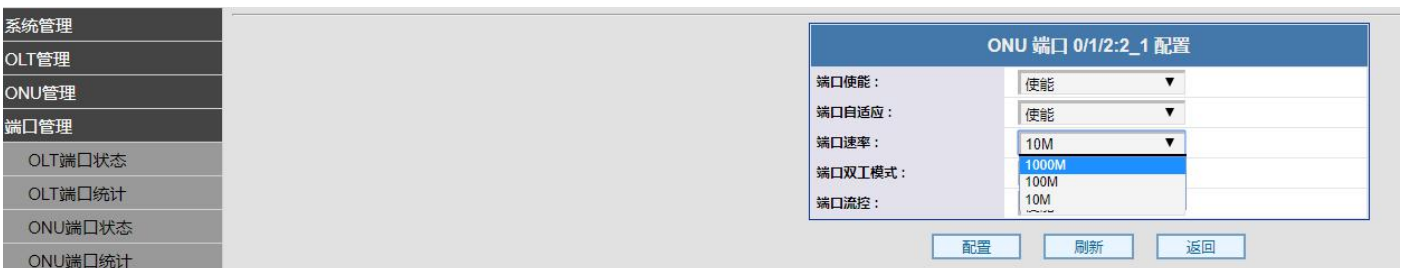 系统管理
OLT管理
ONU管理
端口管理
OLT端口状态
OLT端口统计
ONU端口状态
ONU端口统计
ONU 端口 0/1/2:2_1 配置
端口使能： 使能
端口自适应： 使能
端口速率： 10M
1000M
100M
10M
端口双工模式：
端口流控：
配置 刷新 返回